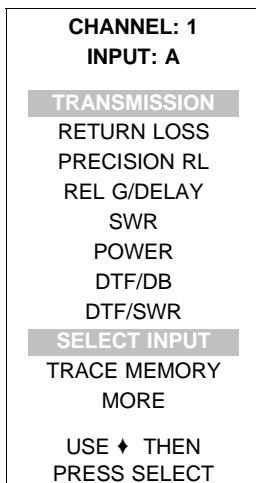 CHANNEL: 1
INPUT: A
TRANSMISSION
RETURN LOSS
PRECISION RL
REL G/DELAY
SWR
POWER
DTF/DB
DTF/SWR
SELECT INPUT
TRACE MEMORY
MORE
USE ♦ THEN
PRESS SELECT